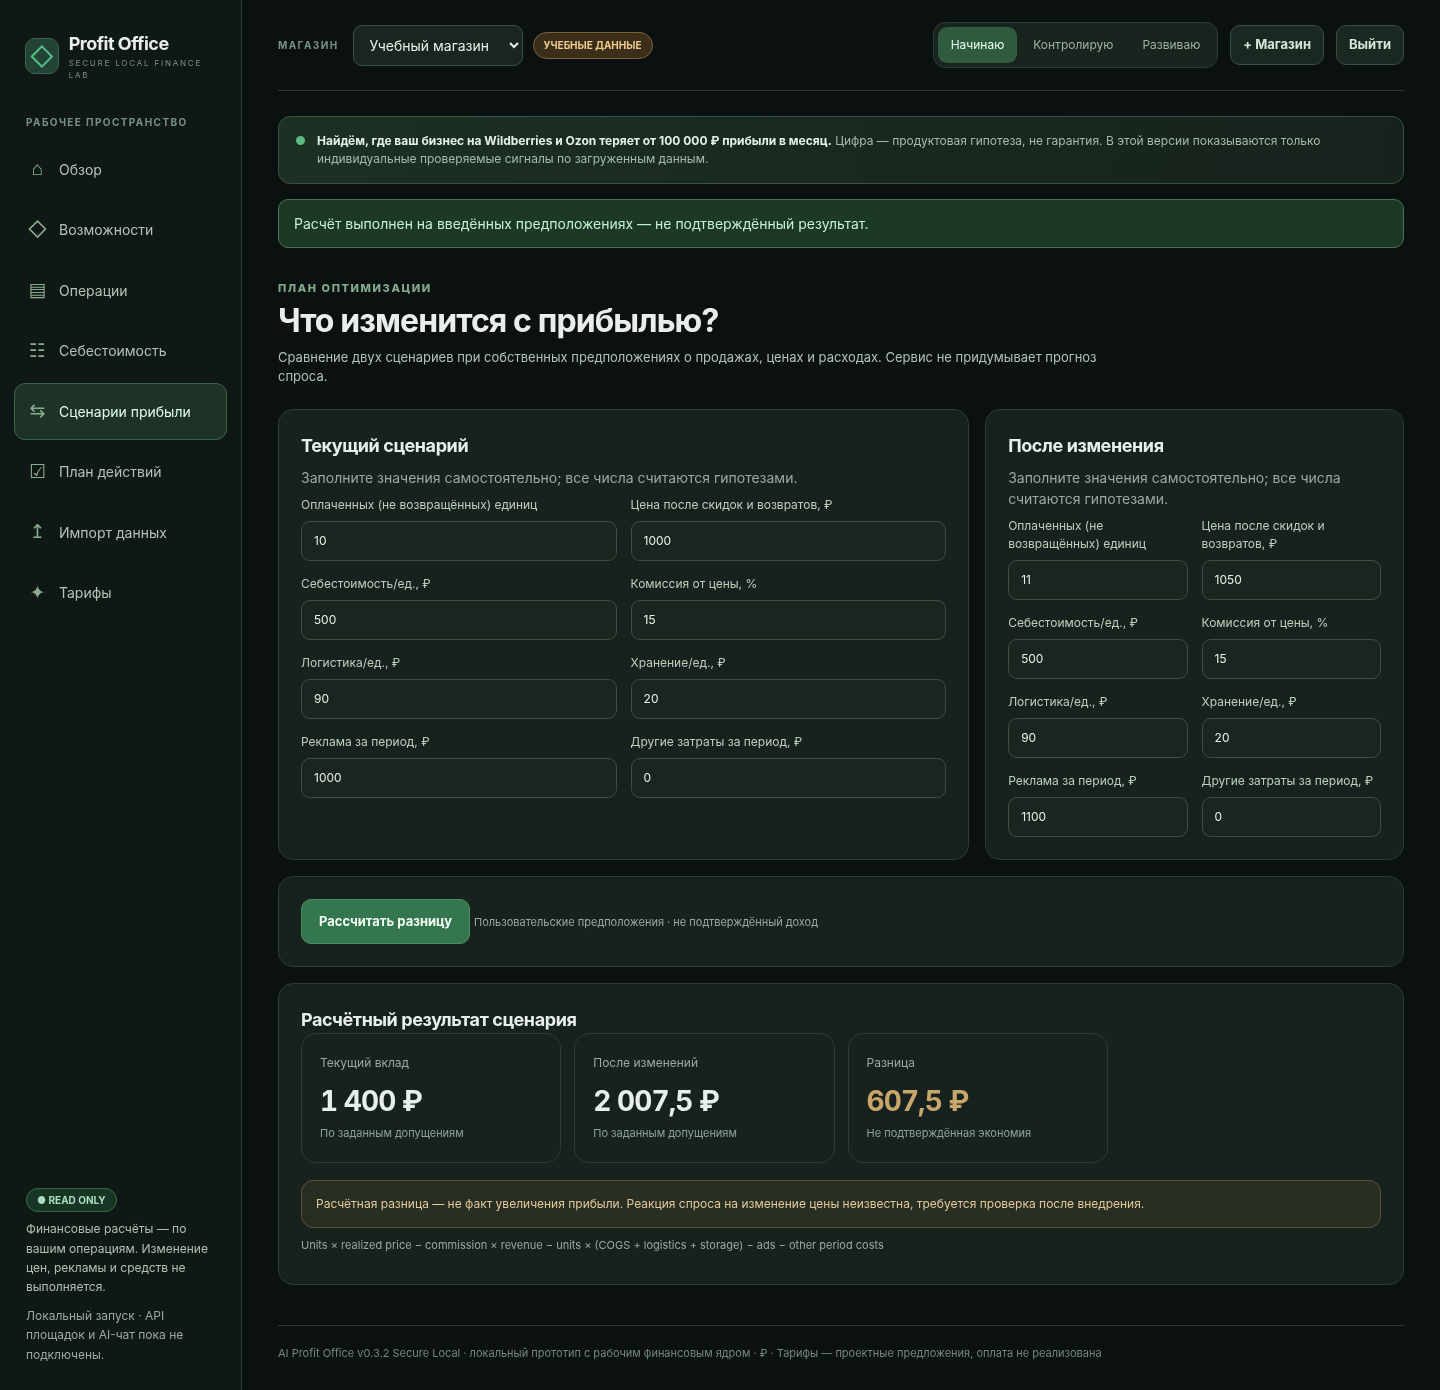 Profit Office
SECURE LOCAL FINANCE
LAB
РАБОЧЕЕ ПРОСТРАНСТВО
Обзор
Возможности
Операции
Себестоимость
Сценарии прибыли
План действий
Импорт данных
Тарифы
READ ONLY
Финансовые расчёты — по
вашим операциям. Изменение
цен, рекламы и средств не
выполняется.
Локальный запуск · API
площадок и AI-чат пока не
подключены.
МАГАЗИН
Учебный магазин
УЧЕБНЫЕ ДАННЫЕ
Начинаю
Контролирую
Развиваю
+ Магазин
Выйти
Найдём, где ваш бизнес на Wildberries и Ozon теряет от 100 000 ₽ прибыли в месяц. Цифра — продуктовая гипотеза, не гарантия. В этой версии показываются только
индивидуальные проверяемые сигналы по загруженным данным.
Расчёт выполнен на введённых предположениях — не подтверждённый результат.
ПЛАН ОПТИМИЗАЦИИ
Что изменится с прибылью?
Сравнение двух сценариев при собственных предположениях о продажах, ценах и расходах. Сервис не придумывает прогноз
спроса.
Текущий сценарий
Заполните значения самостоятельно; все числа считаются гипотезами.
Оплаченных (не возвращённых) единиц
Цена после скидок и возвратов, ₽
10
1000
Себестоимость/ед., ₽
Комиссия от цены, %
500
15
Логистика/ед., ₽
Хранение/ед., ₽
90
20
Реклама за период, ₽
Другие затраты за период, ₽
1000
0
После изменения
Заполните значения самостоятельно; все числа
считаются гипотезами.
Оплаченных (не
возвращённых) единиц
Цена после скидок и
возвратов, ₽
11
1050
Себестоимость/ед., ₽
Комиссия от цены, %
500
15
Логистика/ед., ₽
Хранение/ед., ₽
90
20
Реклама за период, ₽
Другие затраты за период, ₽
1100
0
Рассчитать разницу
Пользовательские предположения · не подтверждённый доход
Расчётный результат сценария
Текущий вклад
1 400 ₽
По заданным допущениям
После изменений
2 007,5 ₽
По заданным допущениям
Разница
607,5 ₽
Не подтверждённая экономия
Расчётная разница — не факт увеличения прибыли. Реакция спроса на изменение цены неизвестна, требуется проверка после внедрения.
Units × realized price − commission × revenue − units × (COGS + logistics + storage) − ads − other period costs
AI Profit Office v0.3.2 Secure Local · локальный прототип с рабочим финансовым ядром · ₽ · Тарифы — проектные предложения, оплата не реализована